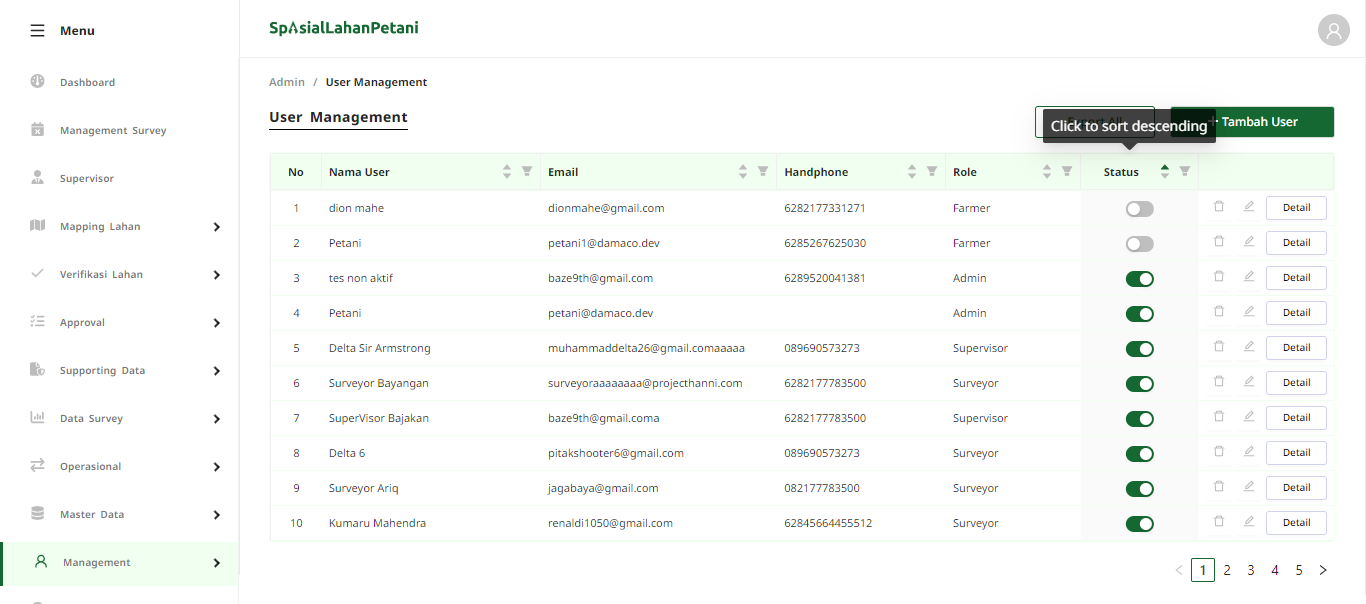 Menu
SpAsialLahanPetani
Dashboard
Management Survey
Supervisor
Mapping Lahan
Verifikasi Lahan
Approval
Supporting Data
Data Survey
Operasional
Master Data
Management
Admin / User Management
User Management
Click to sort descending
+ Tambah User
No Nama User Email Handphone Role Status
1 dion mahe dionmahe@gmail.com 6282177331271 Farmer Detail
2 Petani petani1@damaco.dev 6285267625030 Farmer Detail
3 tes non aktif baze9th@gmail.com 6289520041381 Admin Detail
4 Petani petani@damaco.dev Admin Detail
5 Delta Sir Armstrong muhammaddelta26@gmail.comaaaaa 089690573273 Supervisor Detail
6 Surveyor Bayangan surveyoraaaaaaaa@projecthanni.com 6282177783500 Surveyor Detail
7 SuperVisor Bajakan baze9th@gmail.coma 6282177783500 Supervisor Detail
8 Delta 6 pitakshooter6@gmail.com 089690573273 Surveyor Detail
9 Surveyor Ariq jagabaya@gmail.com 082177783500 Surveyor Detail
10 Kumaru Mahendra renaldi1050@gmail.com 62845664455512 Surveyor Detail
< 1 2 3 4 5 >